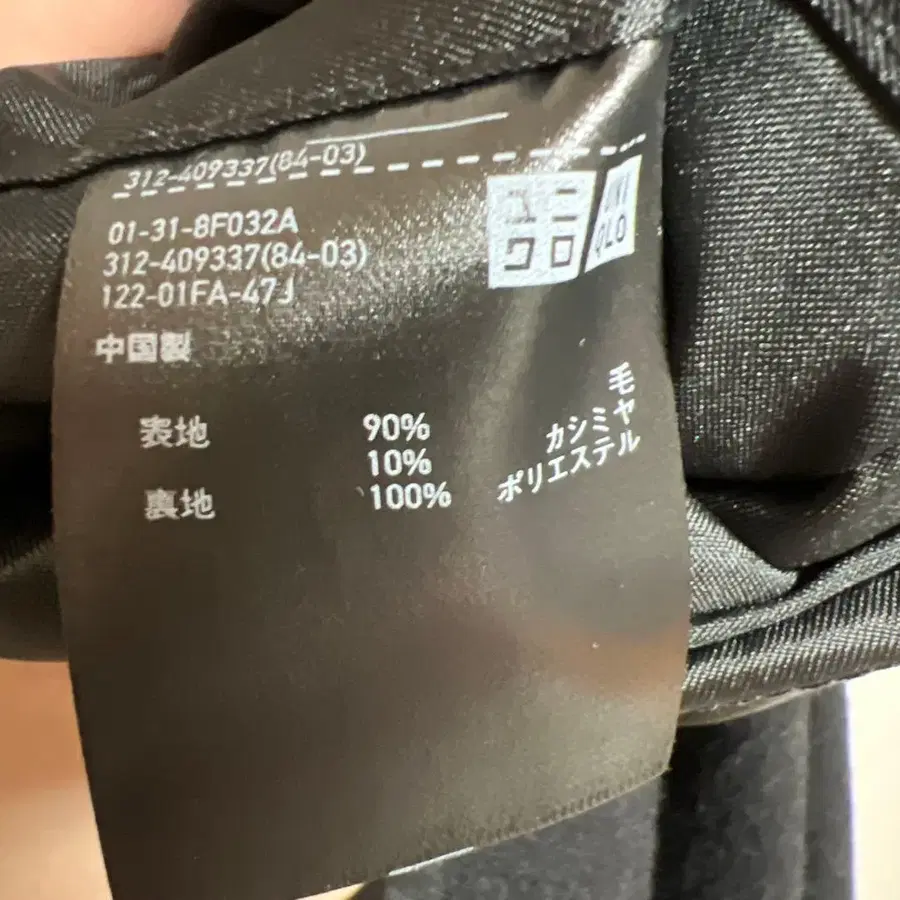 312-409337(84-03)
ユニ
クロ
UNI
QLO
01-31-8F032A
312-409337(84-03)
122-01FA-47J
中国製
表地 90% 毛
10% カシミヤ
裏地 100% ポリエステル